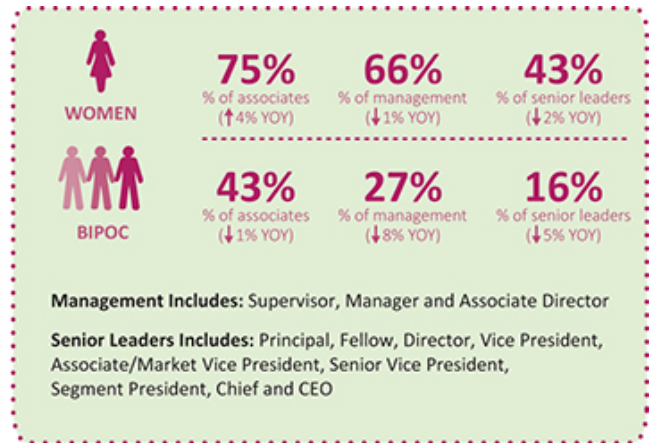 75% 66% 43%
% of associates % of management % of senior leaders
WOMEN (↑4% YOY) (↓1% YOY) (↓2% YOY)
43% 27% 16%
% of associates % of management % of senior leaders
BIPOC (↓1% YOY) (↓8% YOY) (↓5% YOY)
Management Includes: Supervisor, Manager and Associate Director
Senior Leaders Includes: Principal, Fellow, Director, Vice President,
Associate/Market Vice President, Senior Vice President,
Segment President, Chief and CEO